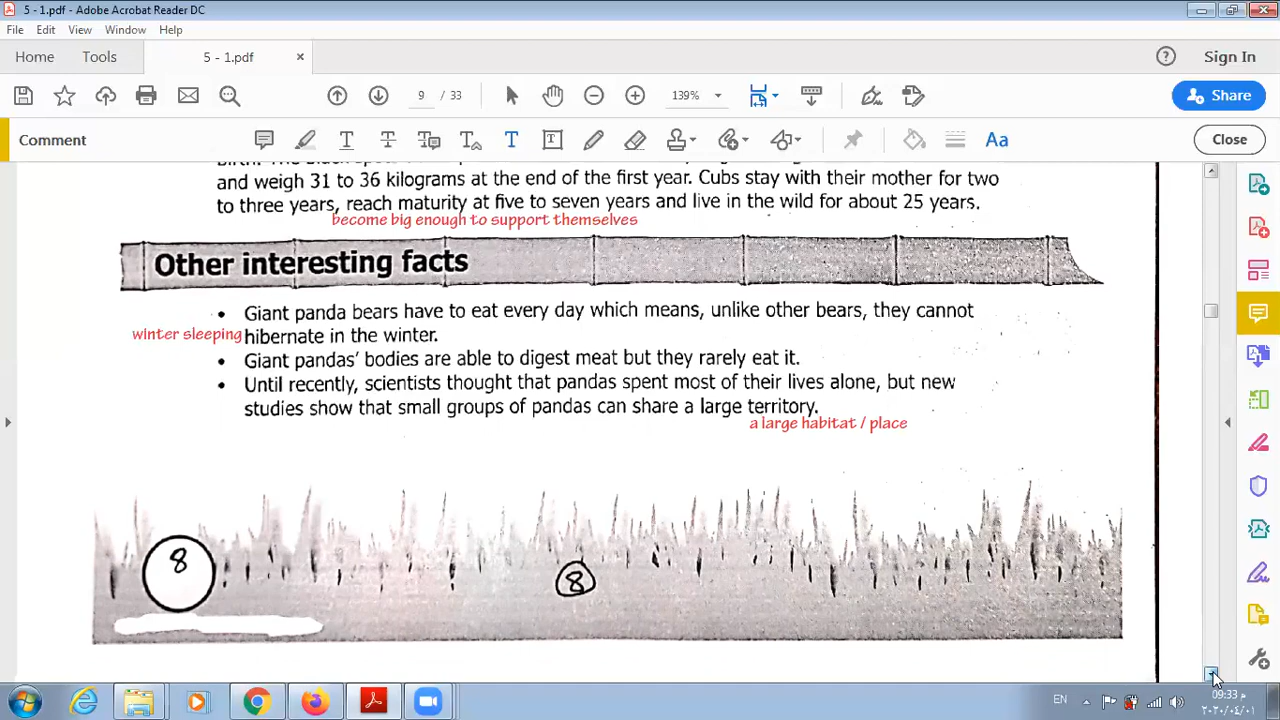 5 - 1.pdf - Adobe Acrobat Reader DC
File Edit View Window Help
Home Tools 5 - 1.pdf × Sign In
9 / 33 139% Share
Comment Aa Close
and weigh 31 to 36 kilograms at the end of the first year. Cubs stay with their mother for two
to three years, reach maturity at five to seven years and live in the wild for about 25 years.
become big enough to support themselves
Other interesting facts
• Giant panda bears have to eat every day which means, unlike other bears, they cannot
winter sleeping hibernate in the winter.
• Giant pandas' bodies are able to digest meat but they rarely eat it.
• Until recently, scientists thought that pandas spent most of their lives alone, but new
studies show that small groups of pandas can share a large territory.
a large habitat / place
8
8
EN
09:33 م
٢٠٢٠/٠٤/٠١